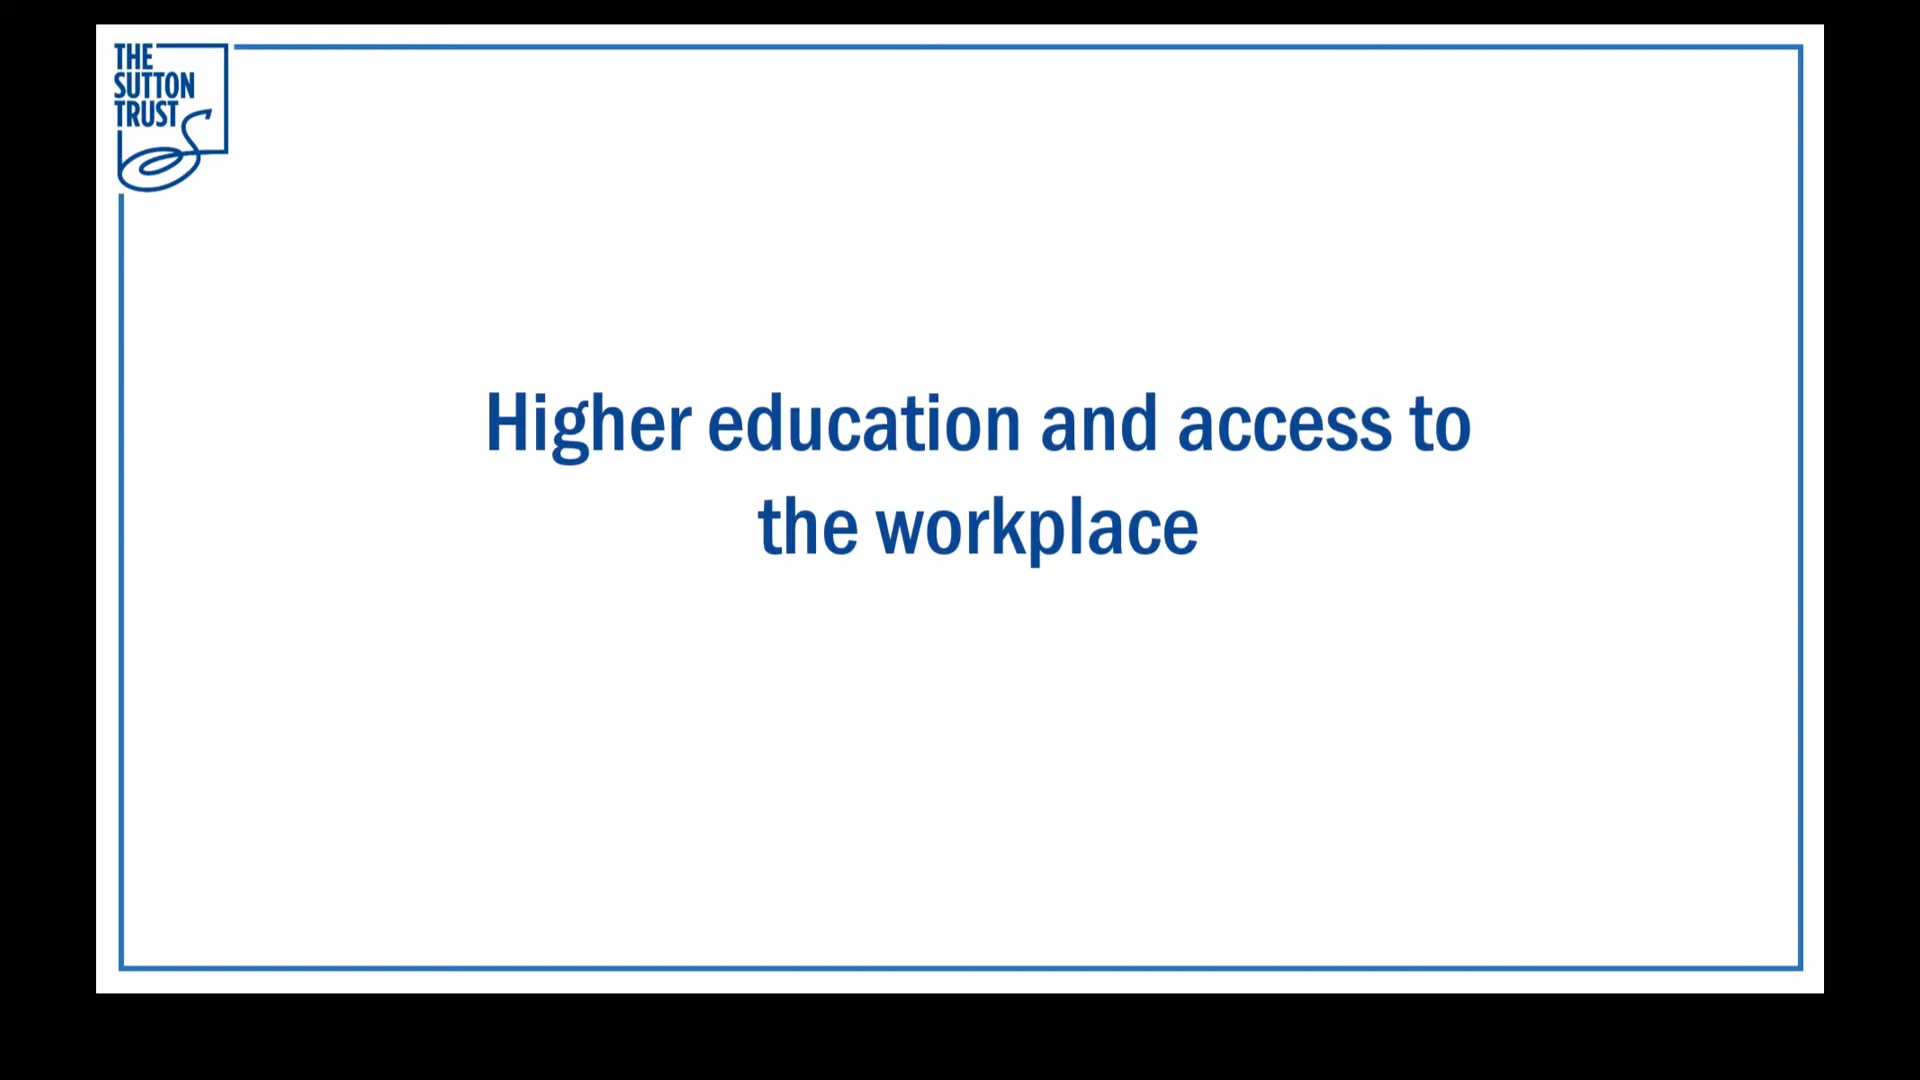 THE
SUTTON
TRUST
Higher education and access to
the workplace